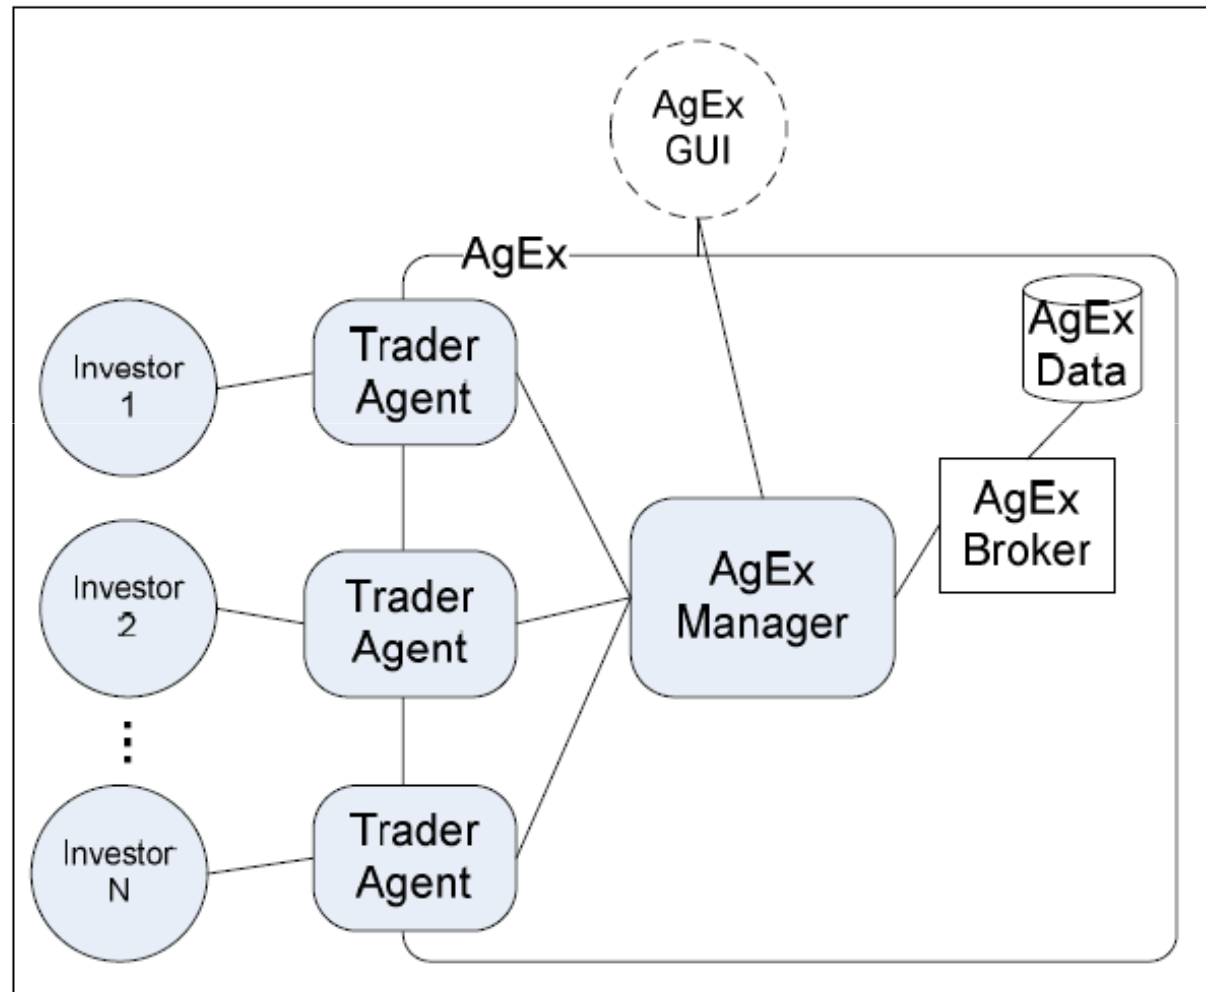 AgEx
GUI
AgEx
Investor
1
Trader
Agent
AgEx
Data
AgEx
Broker
Investor
2
Trader
Agent
AgEx
Manager
Investor
N
Trader
Agent